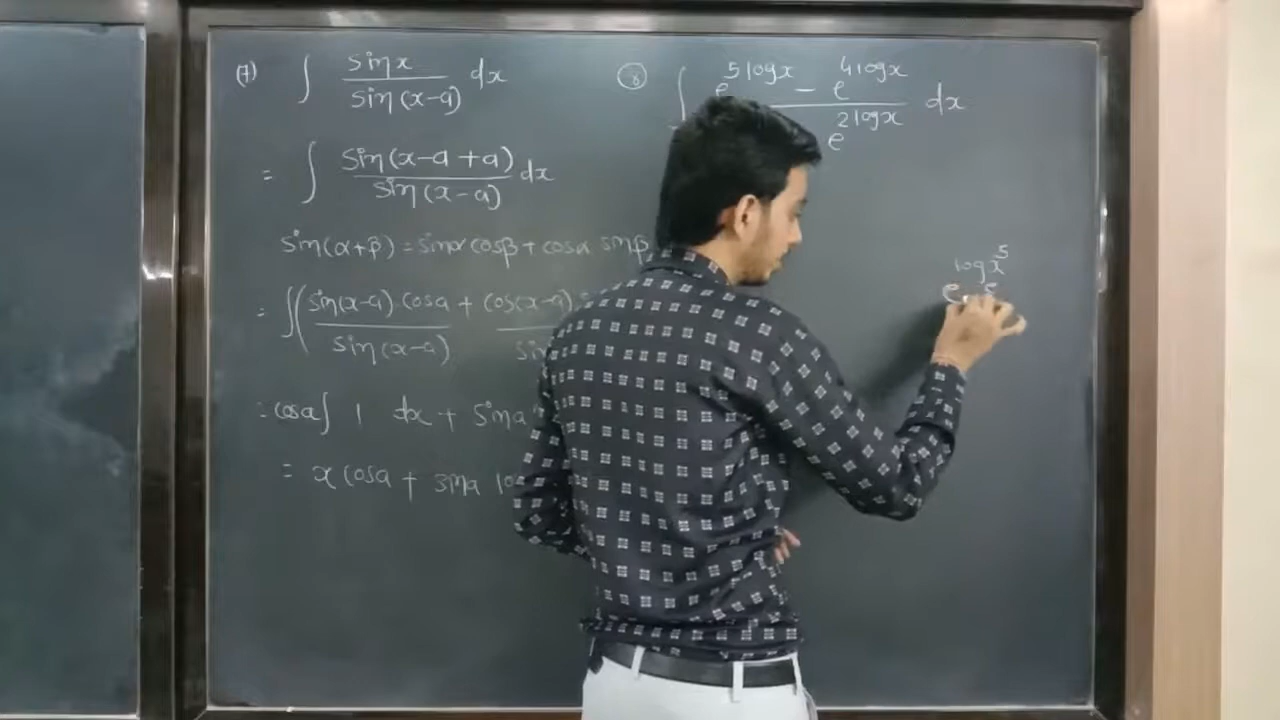 (7) ∫ sin x / sin (x-a) dx
= ∫ sin (x-a+a) / sin (x-a) dx
sin (α+β) = sinα cosβ + cosα sinβ
= ∫( sin(x-a) cosa + cos(x-a) / sin (x-a)
= cosa ∫ 1 dx + sina
= x cosa + sina lo
(8) ∫ e^5logx - e^4logx / e^2logx dx
e^logx^5